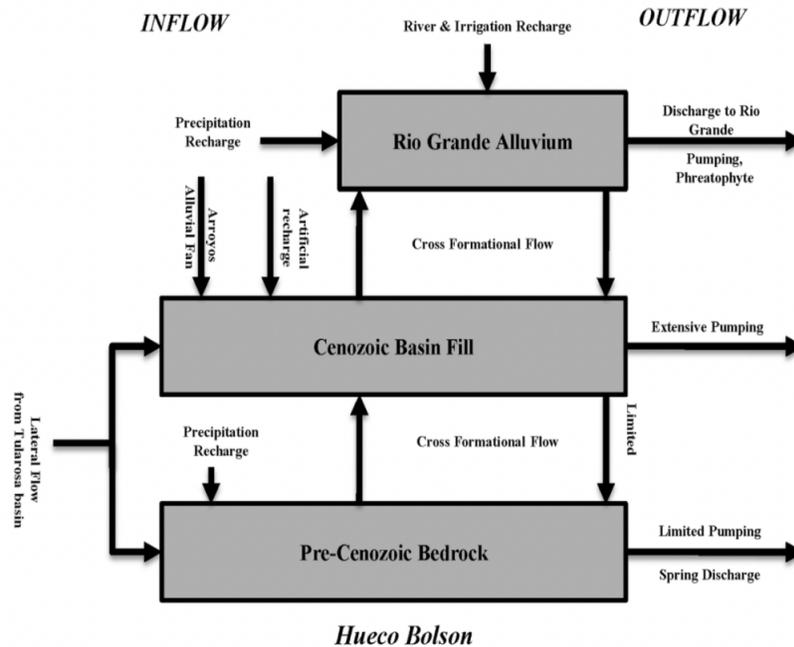 INFLOW
River & Irrigation Recharge
OUTFLOW
Precipitation
Recharge
Rio Grande Alluvium
Discharge to Rio
Grande
Pumping,
Phreatophyte
Arroyos
Alluvial Fan
Artificial
recharge
Cross Formational Flow
Cenozoic Basin Fill
Extensive Pumping
Lateral Flow
from Tularosa basin
Precipitation
Recharge
Cross Formational Flow
Limited
Pre-Cenozoic Bedrock
Limited Pumping
Spring Discharge
Hueco Bolson